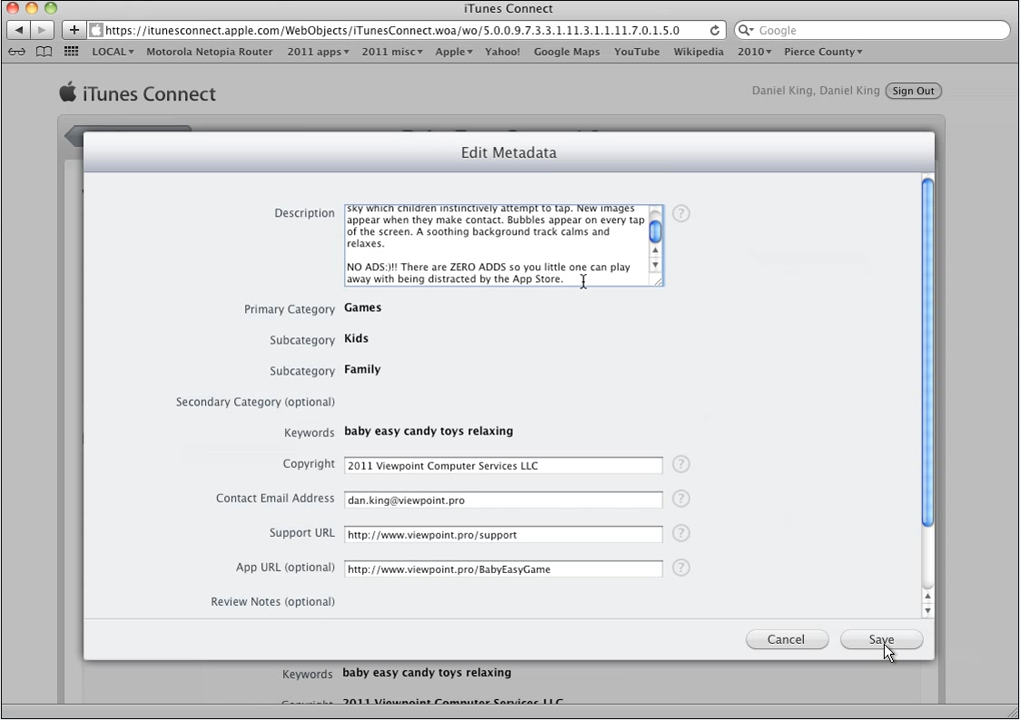 iTunes Connect
https://itunesconnect.apple.com/WebObjects/iTunesConnect.woa/wo/5.0.0.9.7.3.3.1.11.3.1.1.11.7.0.1.5.0
Google
LOCAL▾ Motorola Netopia Router 2011 apps▾ 2011 misc▾ Apple▾ Yahoo! Google Maps YouTube Wikipedia 2010▾ Pierce County▾
iTunes Connect
Daniel King, Daniel King Sign Out
Edit Metadata
Description
sky which children instinctively attempt to tap. New images
appear when they make contact. Bubbles appear on every tap
of the screen. A soothing background track calms and
relaxes.
NO ADS:)!! There are ZERO ADDS so you little one can play
away with being distracted by the App Store.
?
Primary Category Games
Subcategory Kids
Subcategory Family
Secondary Category (optional)
Keywords baby easy candy toys relaxing
Copyright 2011 Viewpoint Computer Services LLC ?
Contact Email Address dan.king@viewpoint.pro ?
Support URL http://www.viewpoint.pro/support ?
App URL (optional) http://www.viewpoint.pro/BabyEasyGame ?
Review Notes (optional)
Cancel Save
Keywords baby easy candy toys relaxing
Copyright 2011 Viewpoint Computer Services LLC